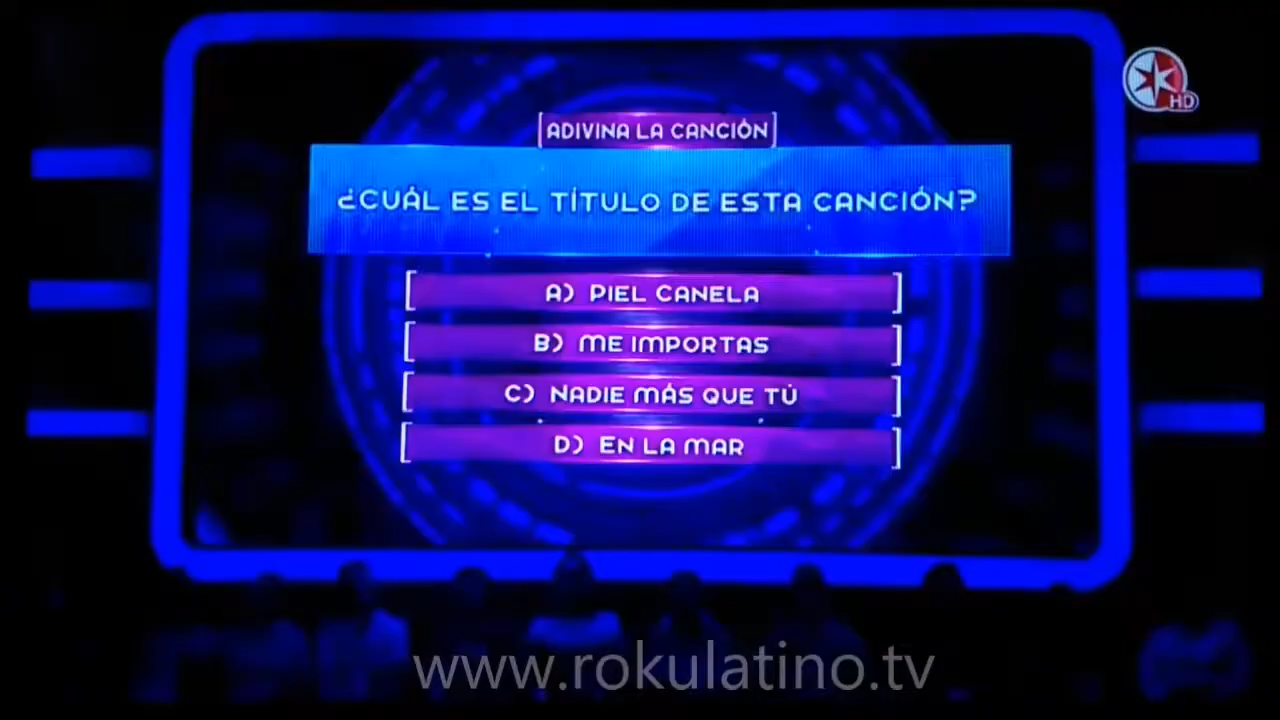 HD
ADIVINA LA CANCIÓN
¿CUÁL ES EL TÍTULO DE ESTA CANCIÓN?
A) PIEL CANELA
B) ME IMPORTAS
C) NADIE MÁS QUE TÚ
D) EN LA MAR
www.rokulatino.tv